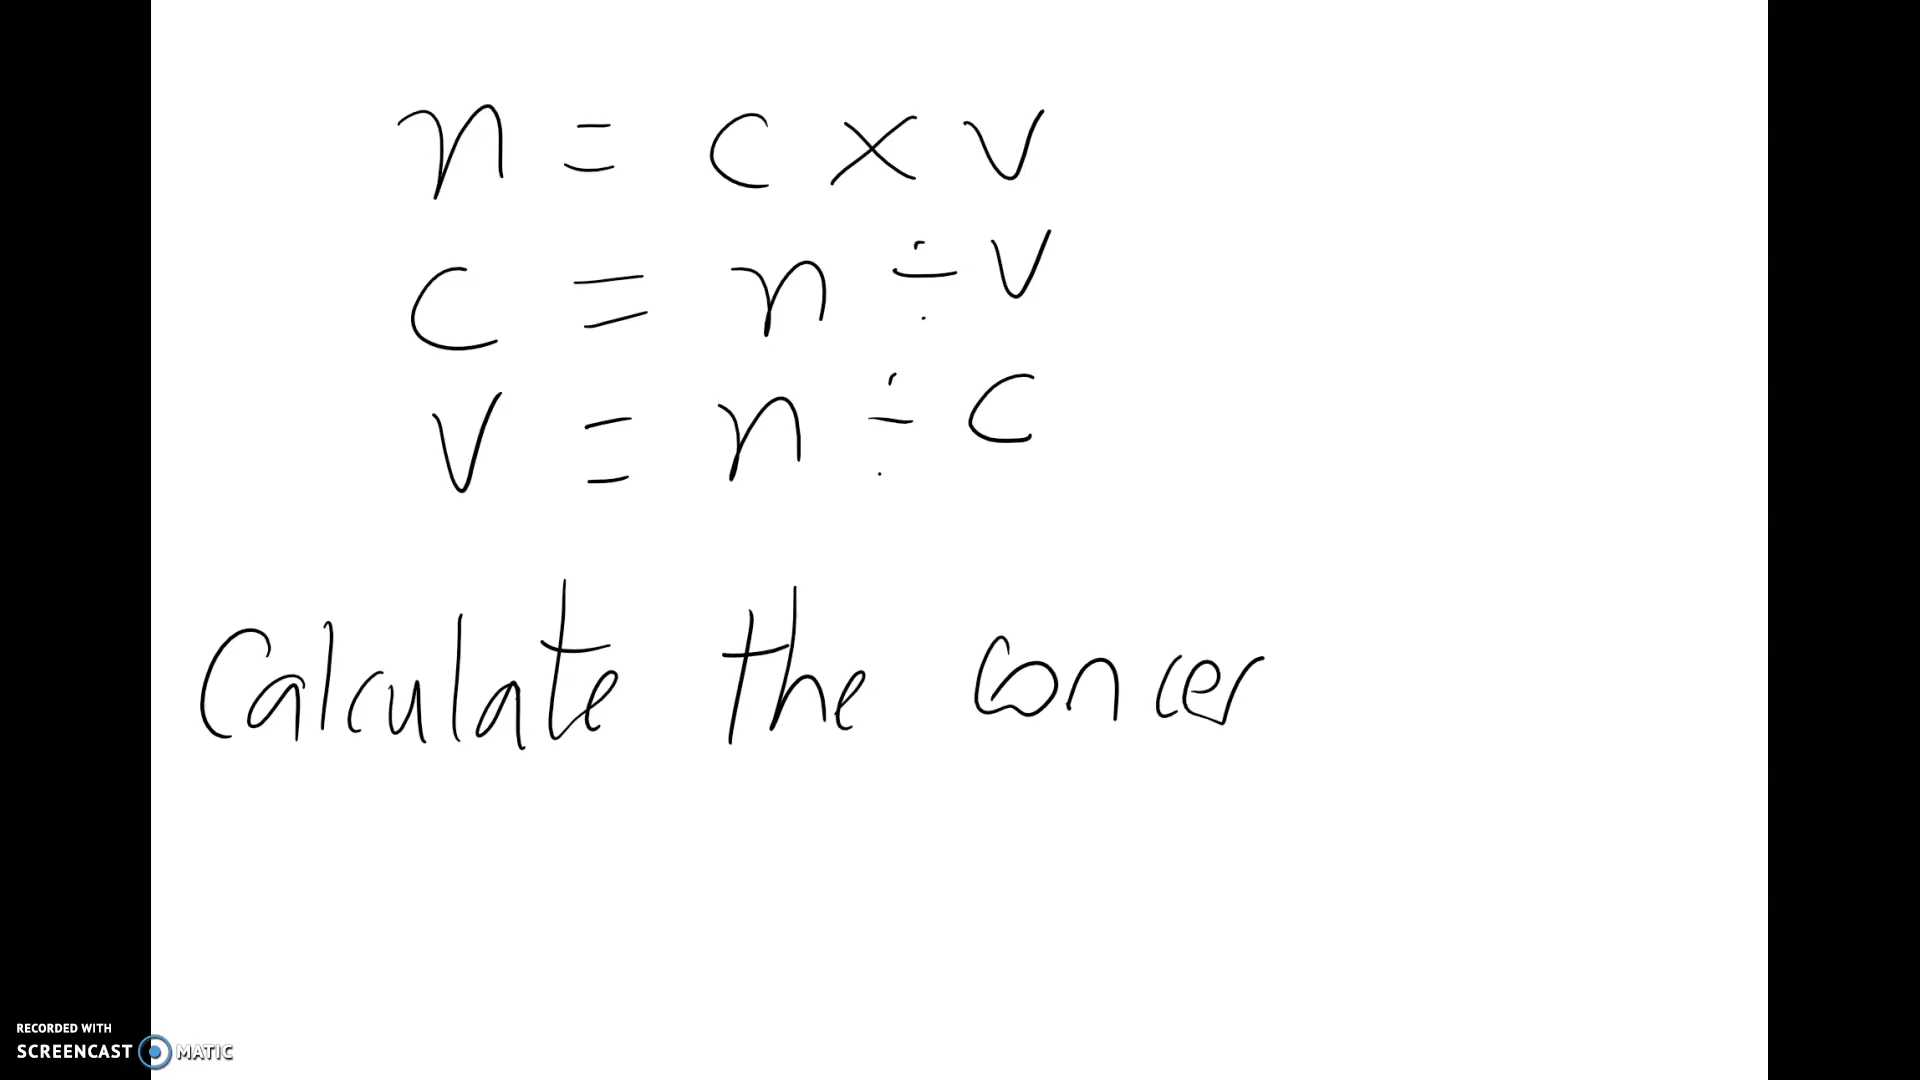 n = c × v
c = n ÷ v
v = n ÷ c
Calculate the concer
RECORDED WITH
SCREENCAST MATIC